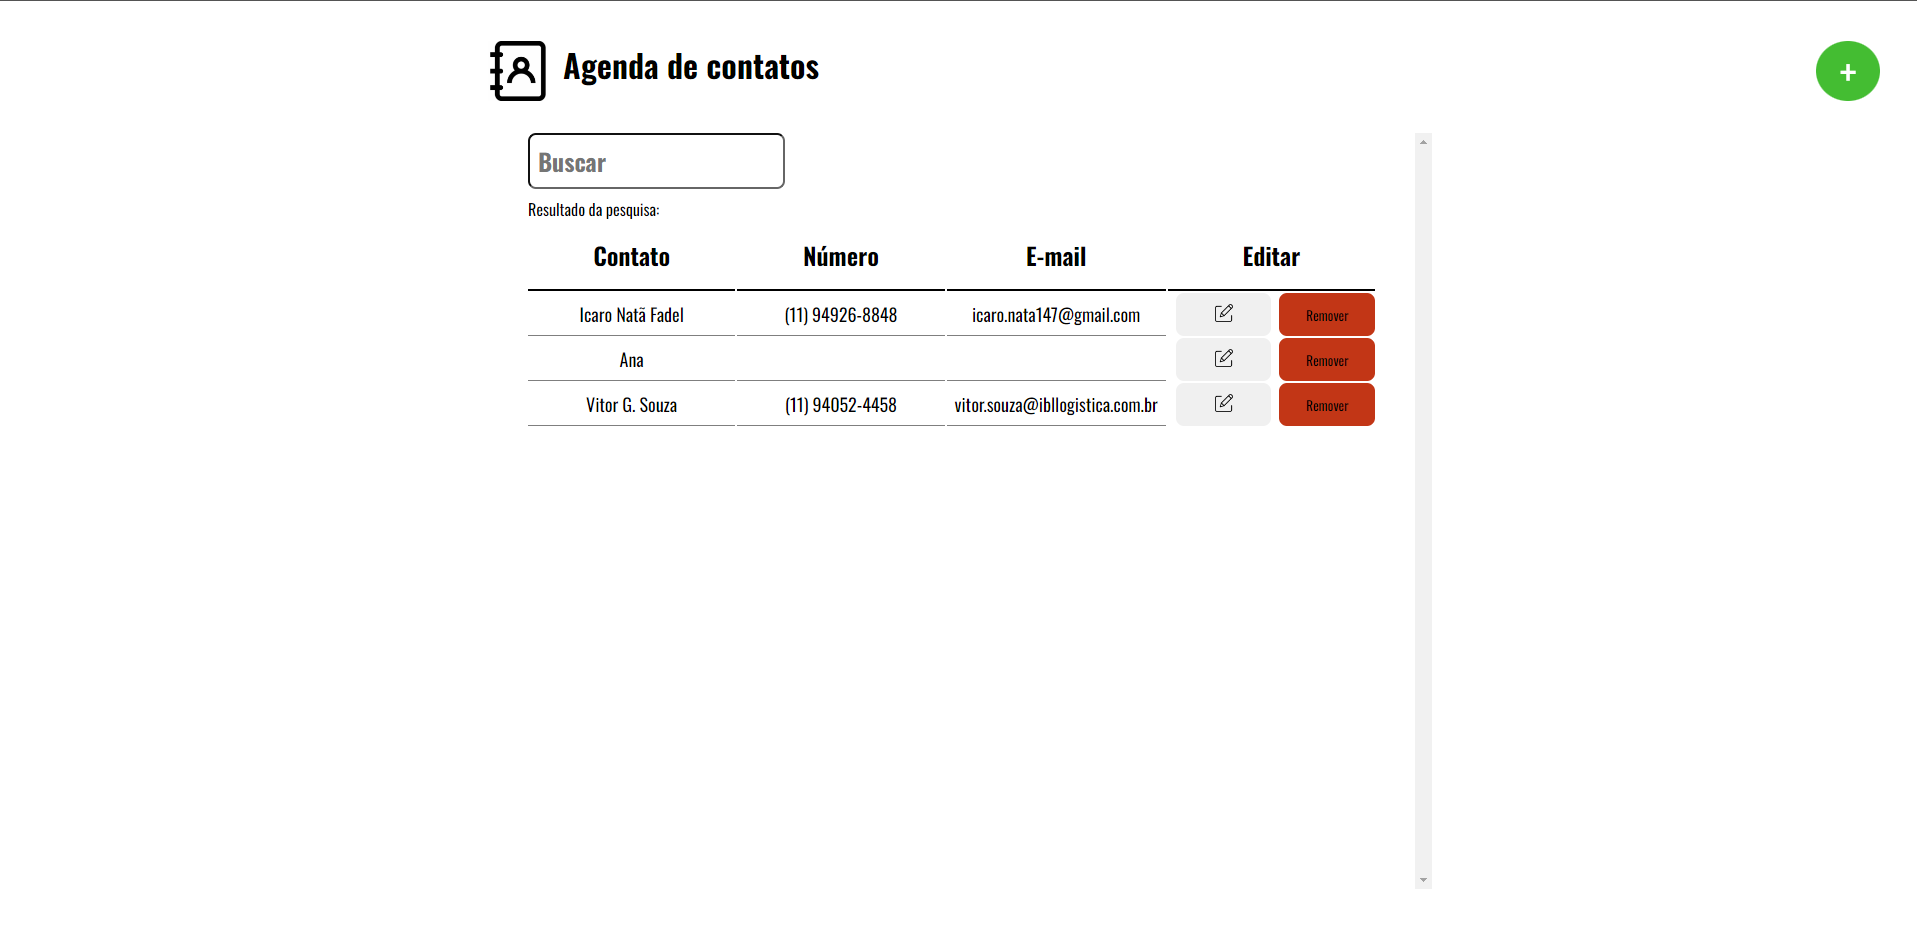 Agenda de contatos
+
Buscar
Resultado da pesquisa:
Contato Número E-mail Editar
Icaro Natã Fadel (11) 94926-8848 icaro.nata147@gmail.com Remover
Ana Remover
Vitor G. Souza (11) 94052-4458 vitor.souza@ibllogistica.com.br Remover